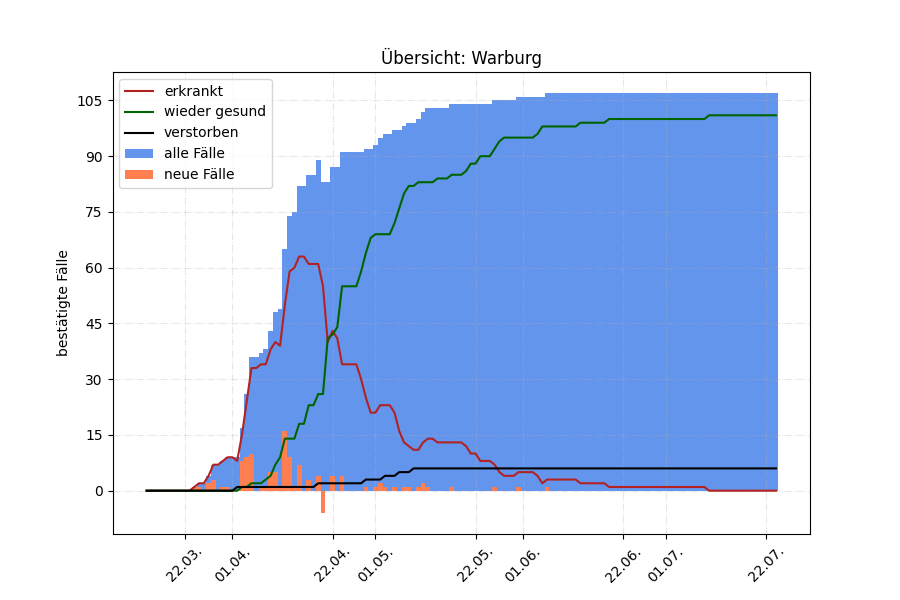 Übersicht: Warburg
erkrankt
wieder gesund
verstorben
alle Fälle
neue Fälle
bestätigte Fälle
105
90
75
60
45
30
15
0
22.03.
01.04.
22.04.
01.05.
22.05.
01.06.
22.06.
01.07.
22.07.